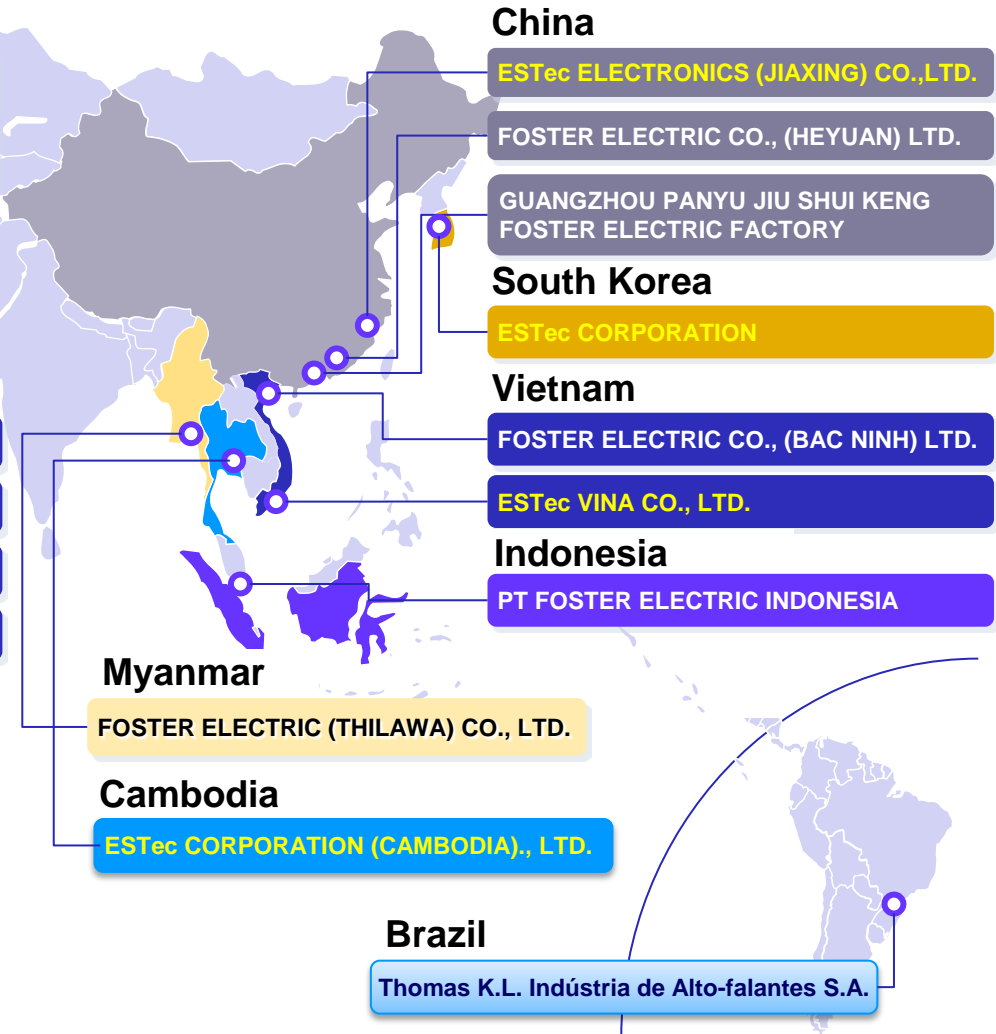 China
ESTec ELECTRONICS (JIAXING) CO.,LTD.
FOSTER ELECTRIC CO., (HEYUAN) LTD.
GUANGZHOU PANYU JIU SHUI KENG
FOSTER ELECTRIC FACTORY
South Korea
ESTec CORPORATION
Vietnam
FOSTER ELECTRIC CO., (BAC NINH) LTD.
ESTec VINA CO., LTD.
Indonesia
PT FOSTER ELECTRIC INDONESIA
Myanmar
FOSTER ELECTRIC (THILAWA) CO., LTD.
Cambodia
ESTec CORPORATION (CAMBODIA)., LTD.
Brazil
Thomas K.L. Indústria de Alto-falantes S.A.